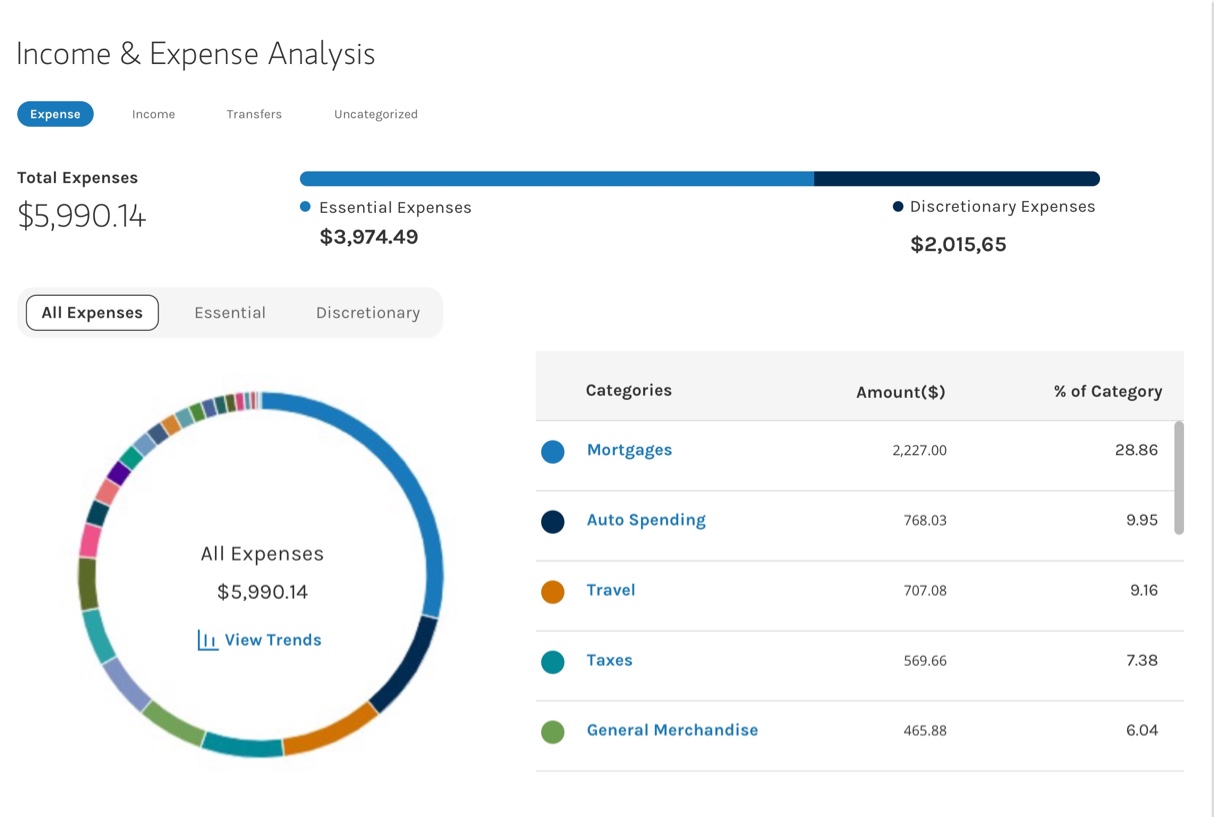 Income & Expense Analysis
Expense Income Transfers Uncategorized
Total Expenses
$5,990.14
Essential Expenses
$3,974.49
Discretionary Expenses
$2,015,65
All Expenses Essential Discretionary
All Expenses
$5,990.14
View Trends
Categories Amount($) % of Category
Mortgages 2,227.00 28.86
Auto Spending 768.03 9.95
Travel 707.08 9.16
Taxes 569.66 7.38
General Merchandise 465.88 6.04